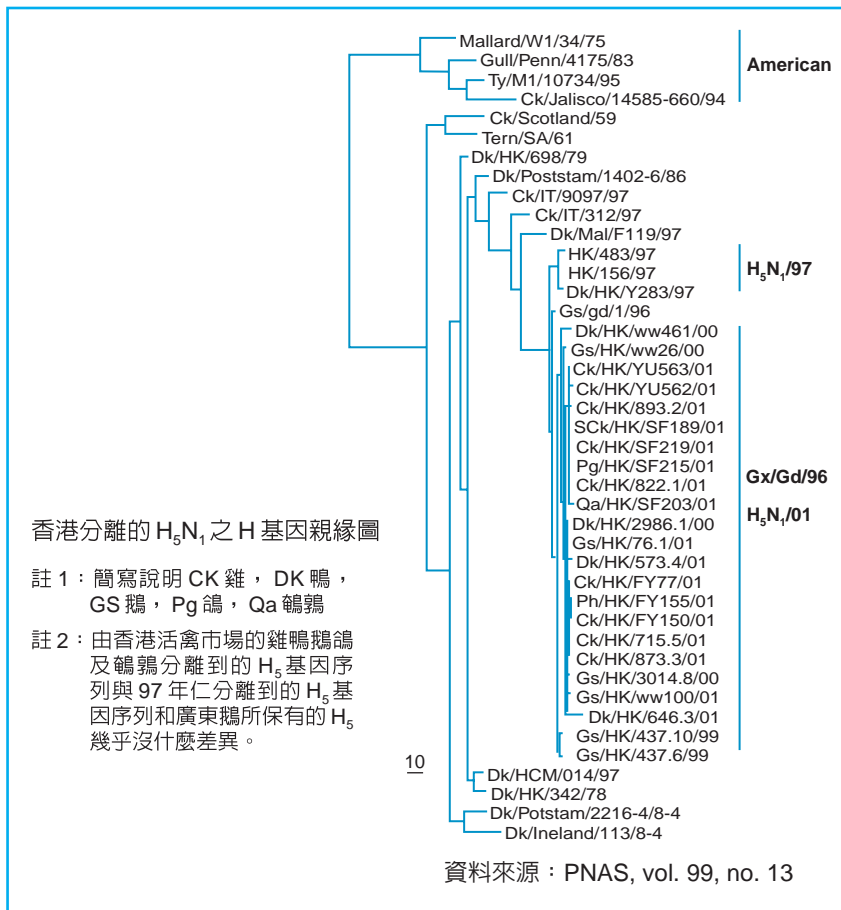 Mallard/W1/34/75
Gull/Penn/4175/83
Ty/M1/10734/95
Ck/Jalisco/14585-660/94
American
Ck/Scotland/59
Tern/SA/61
Dk/HK/698/79
Dk/Poststam/1402-6/86
Ck/IT/9097/97
Ck/IT/312/97
Dk/Mal/F119/97
HK/483/97
HK/156/97
Dk/HK/Y283/97
H₅N₁/97
Gs/gd/1/96
Dk/HK/ww461/00
Gs/HK/ww26/00
Ck/HK/YU563/01
Ck/HK/YU562/01
Ck/HK/893.2/01
SCk/HK/SF189/01
Ck/HK/SF219/01
Pg/HK/SF215/01
Ck/HK/822.1/01
Qa/HK/SF203/01
Dk/HK/2986.1/00
Gs/HK/76.1/01
Dk/HK/573.4/01
Ck/HK/FY77/01
Ph/HK/FY155/01
Ck/HK/FY150/01
Ck/HK/715.5/01
Ck/HK/873.3/01
Gs/HK/3014.8/00
Gs/HK/ww100/01
Dk/HK/646.3/01
Gs/HK/437.10/99
Gs/HK/437.6/99
Gx/Gd/96
H₅N₁/01
Dk/HCM/014/97
Dk/HK/342/78
Dk/Potstam/2216-4/8-4
Dk/Ineland/113/8-4
10
香港分離的 H₅N₁ 之 H 基因親緣圖
註 1：簡寫說明 CK 雞，DK 鴨，
GS 鵝，Pg 鴿，Qa 鵪鶉
註 2：由香港活禽市場的雞鴨鵝鴿
及鵪鶉分離到的 H₅ 基因序
列與 97 年仁分離到的 H₅ 基
因序列和廣東鵝所保有的 H₅
幾乎沒什麼差異。
資料來源：PNAS, vol. 99, no. 13